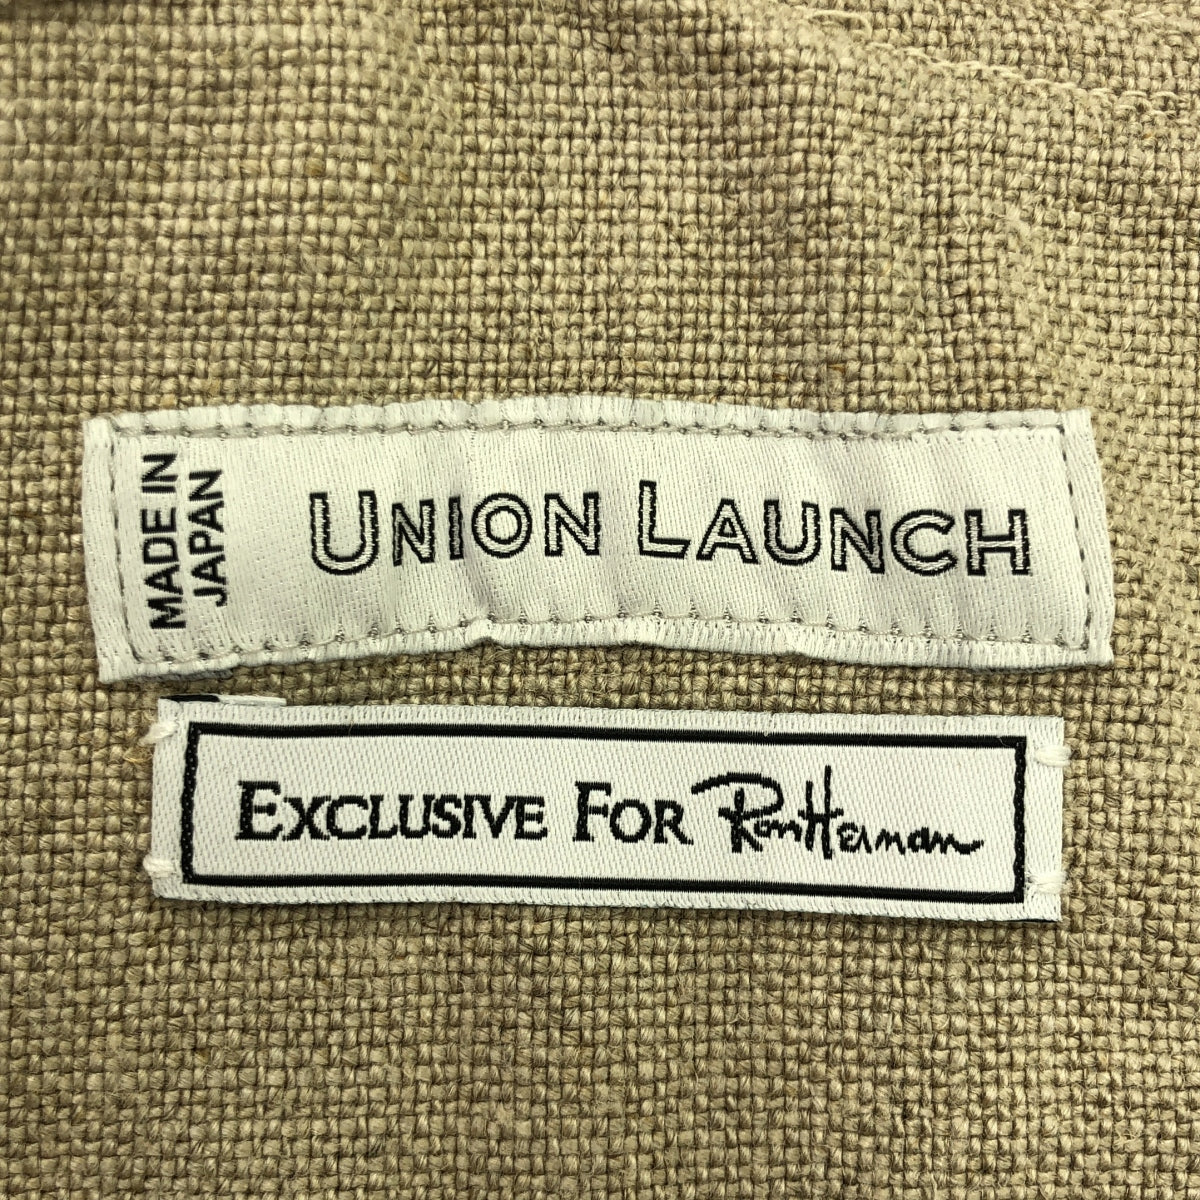 MADE IN
JAPAN
UNION LAUNCH
EXCLUSIVE FOR Ron Herman